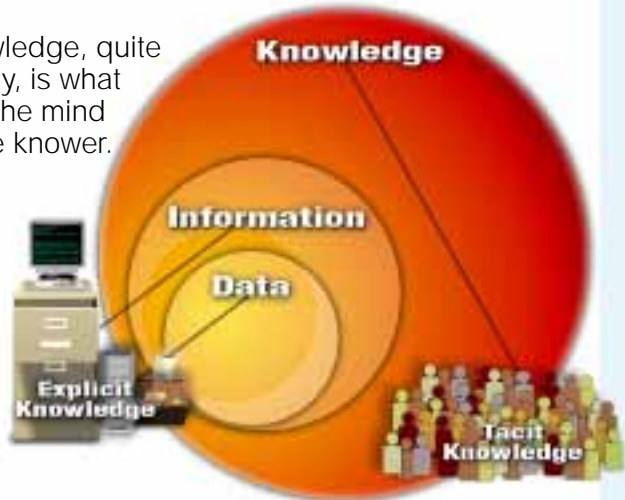 wledge, quite
y, is what
he mind
e knower.
Knowledge
Information
Data
Explicit
Knowledge
Tacit
Knowledge